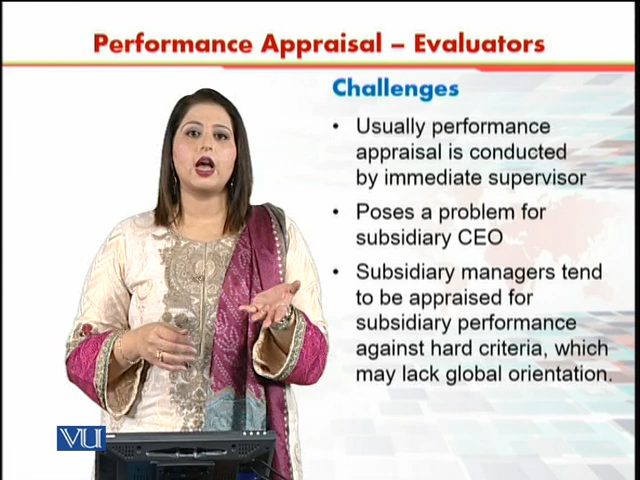 Performance Appraisal – Evaluators
Challenges
• Usually performance
appraisal is conducted
by immediate supervisor
• Poses a problem for
subsidiary CEO
• Subsidiary managers tend
to be appraised for
subsidiary performance
against hard criteria, which
may lack global orientation.
VU